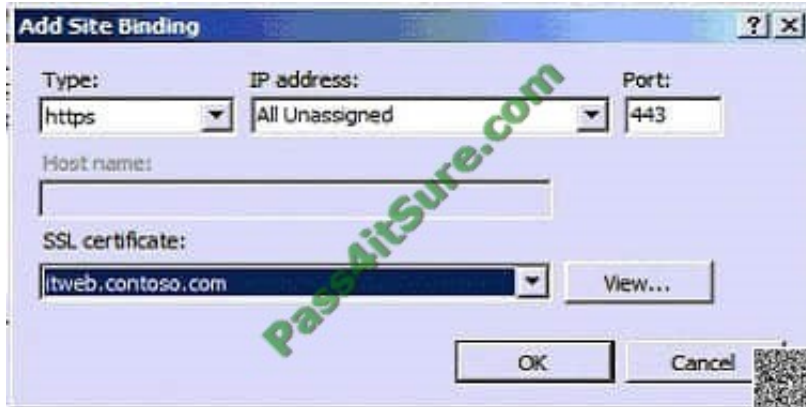 Add Site Binding
Type:
IP address:
Port:
https
All Unassigned
443
Host name:
SSL certificate:
itweb.contoso.com
View...
OK
Cancel
Pass4itSure.com